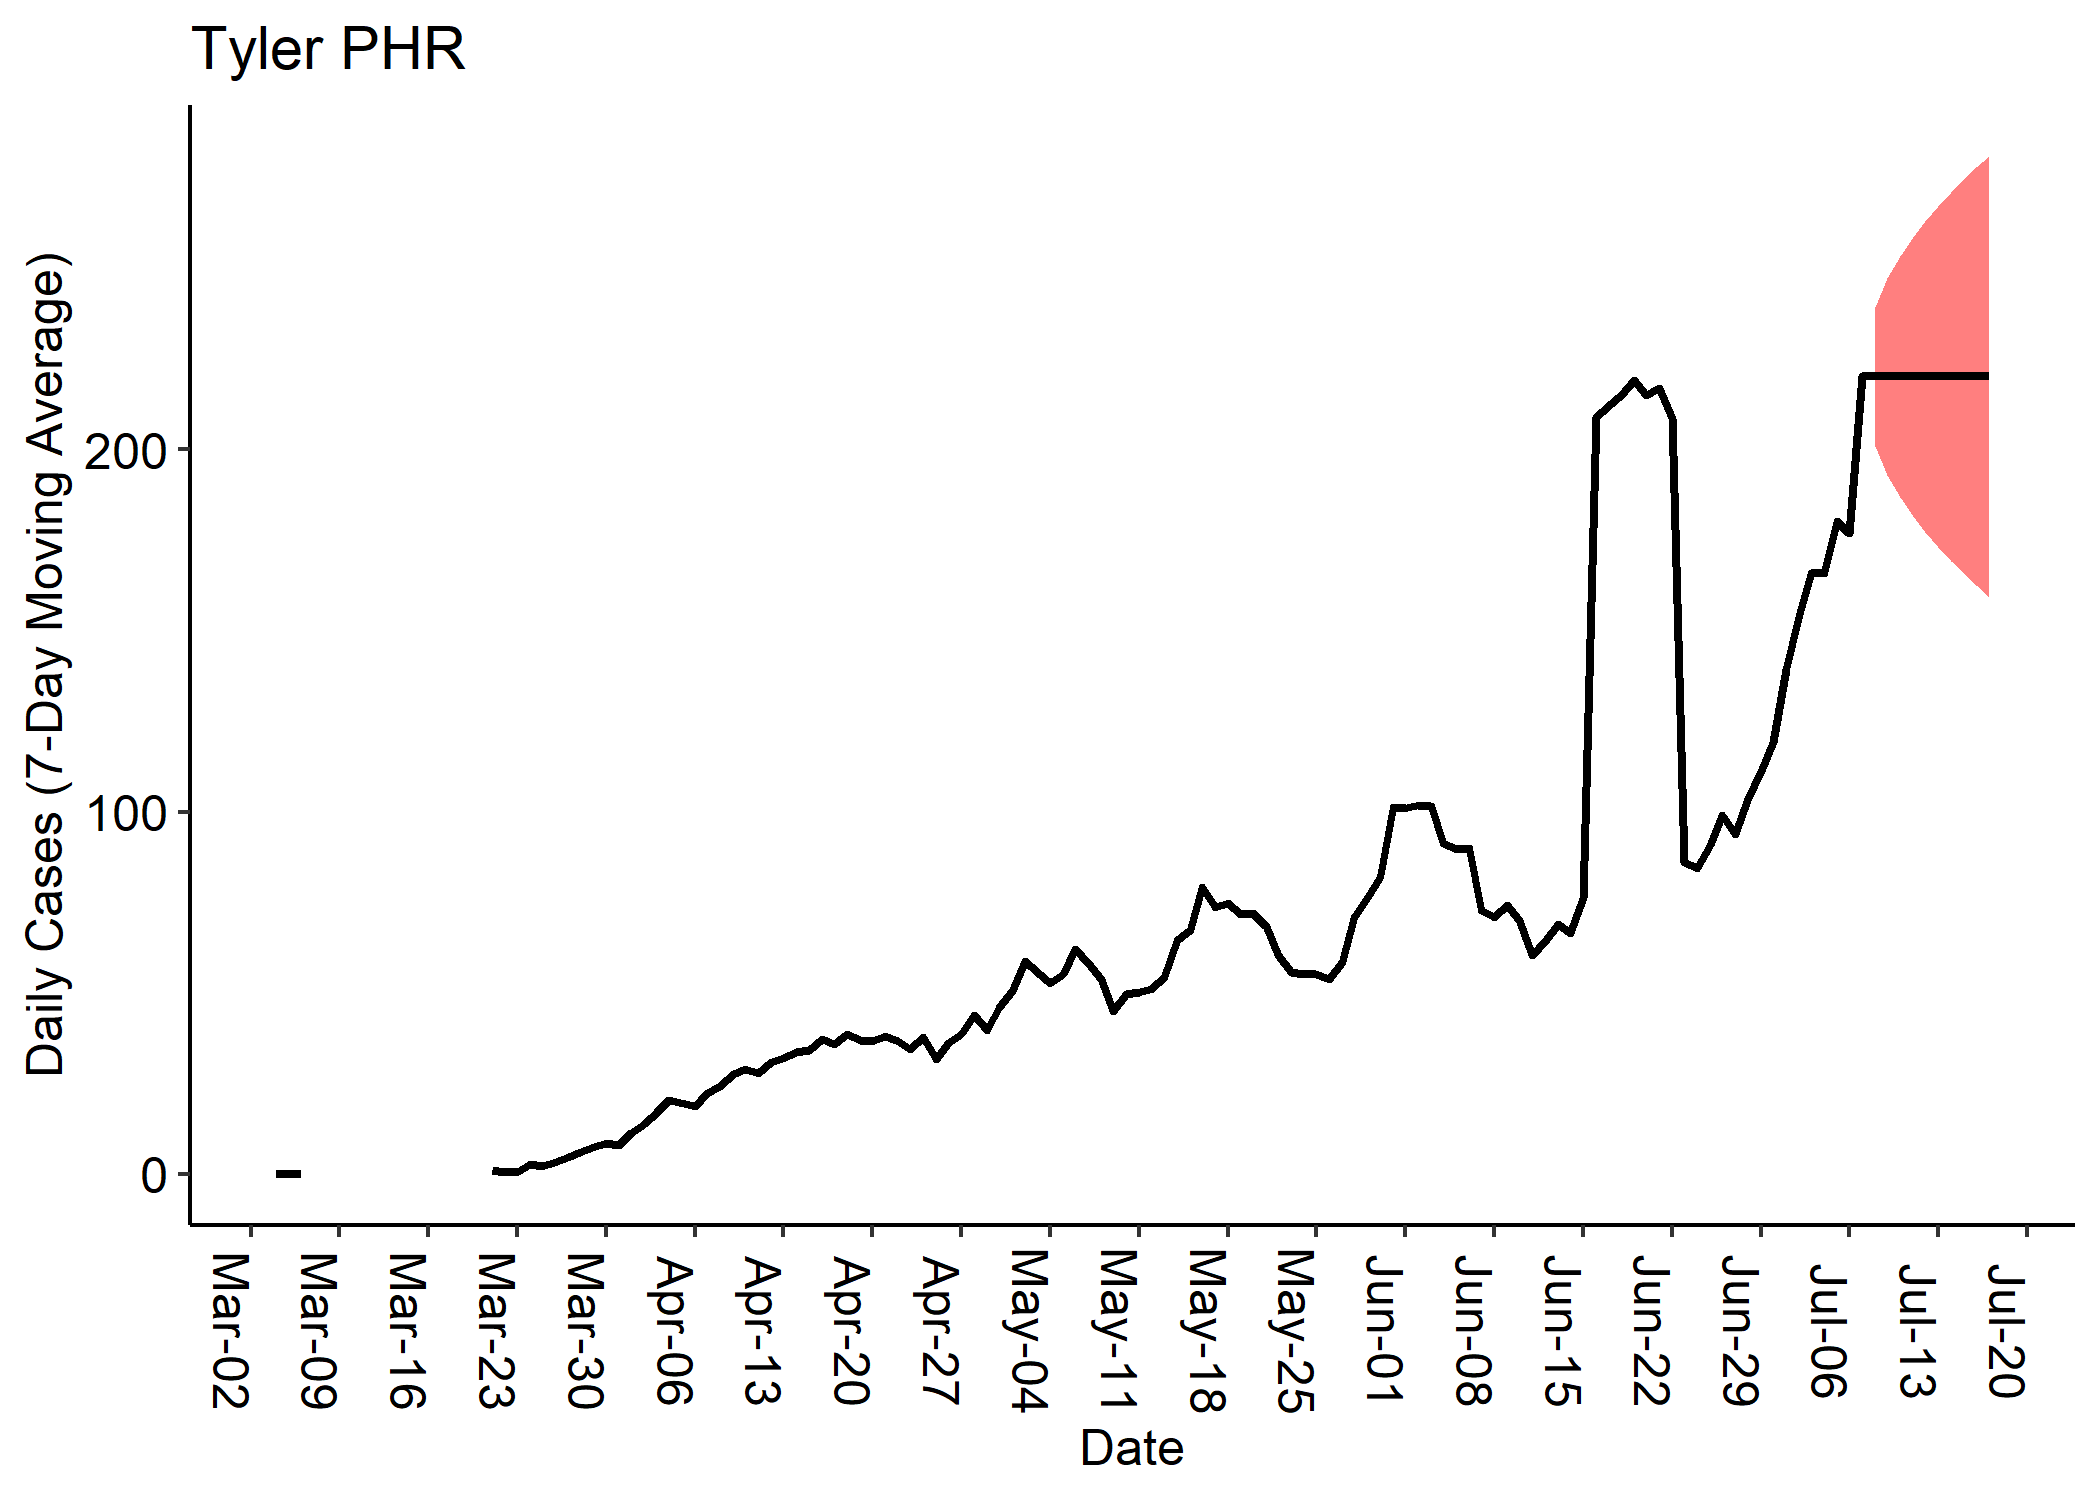 Tyler PHR
Daily Cases (7-Day Moving Average)
200
100
0
Mar-02
Mar-09
Mar-16
Mar-23
Mar-30
Apr-06
Apr-13
Apr-20
Apr-27
May-04
May-11
May-18
May-25
Jun-01
Jun-08
Jun-15
Jun-22
Jun-29
Jul-06
Jul-13
Jul-20
Date